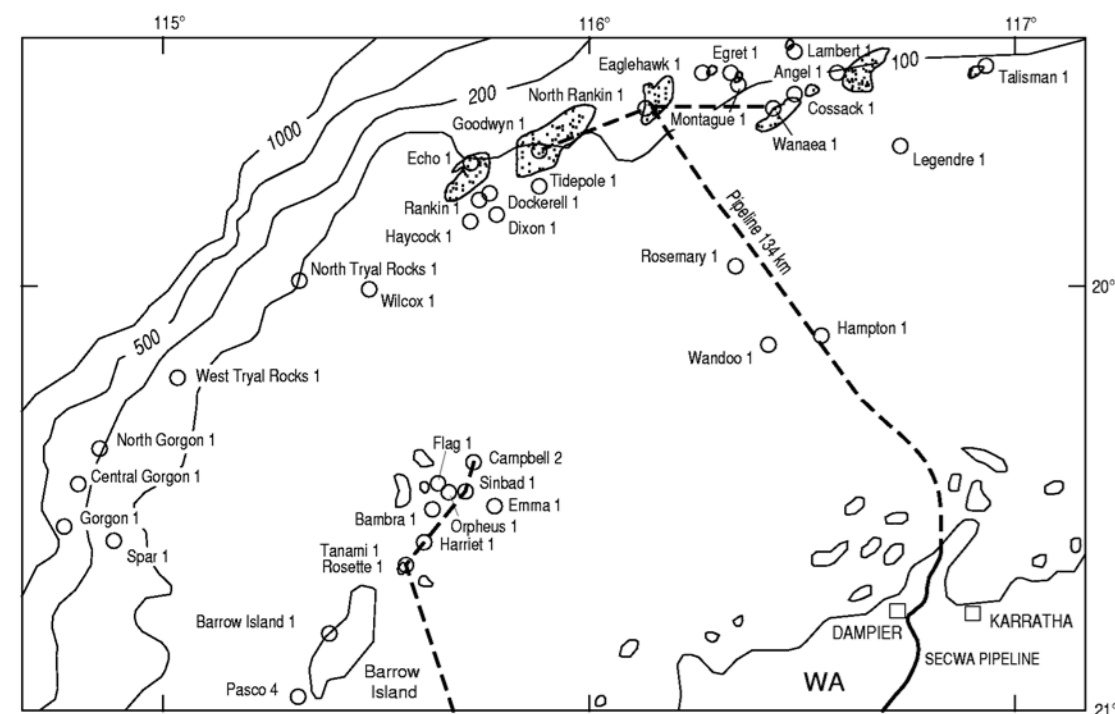 115°
116°
117°
Egret 1
Lambert 1
Eaglehawk 1
Angel 1
100
Talisman 1
200
North Rankin 1
Montague 1
Cossack 1
1000
Goodwyn 1
Wanaea 1
Echo 1
Legendre 1
Tidepole 1
Rankin 1
Dockerell 1
Dixon 1
Haycock 1
Pipeline 134 km
Rosemary 1
North Tryal Rocks 1
20°
Wilcox 1
500
Hampton 1
Wandoo 1
West Tryal Rocks 1
North Gorgon 1
Flag 1
Campbell 2
Central Gorgon 1
Sinbad 1
Emma 1
Bambra 1
Orpheus 1
Gorgon 1
Harriet 1
Spar 1
Tanami 1
Rosette 1
Barrow Island 1
DAMPIER
KARRATHA
SECWA PIPELINE
Barrow
Island
WA
Pasco 4
21°